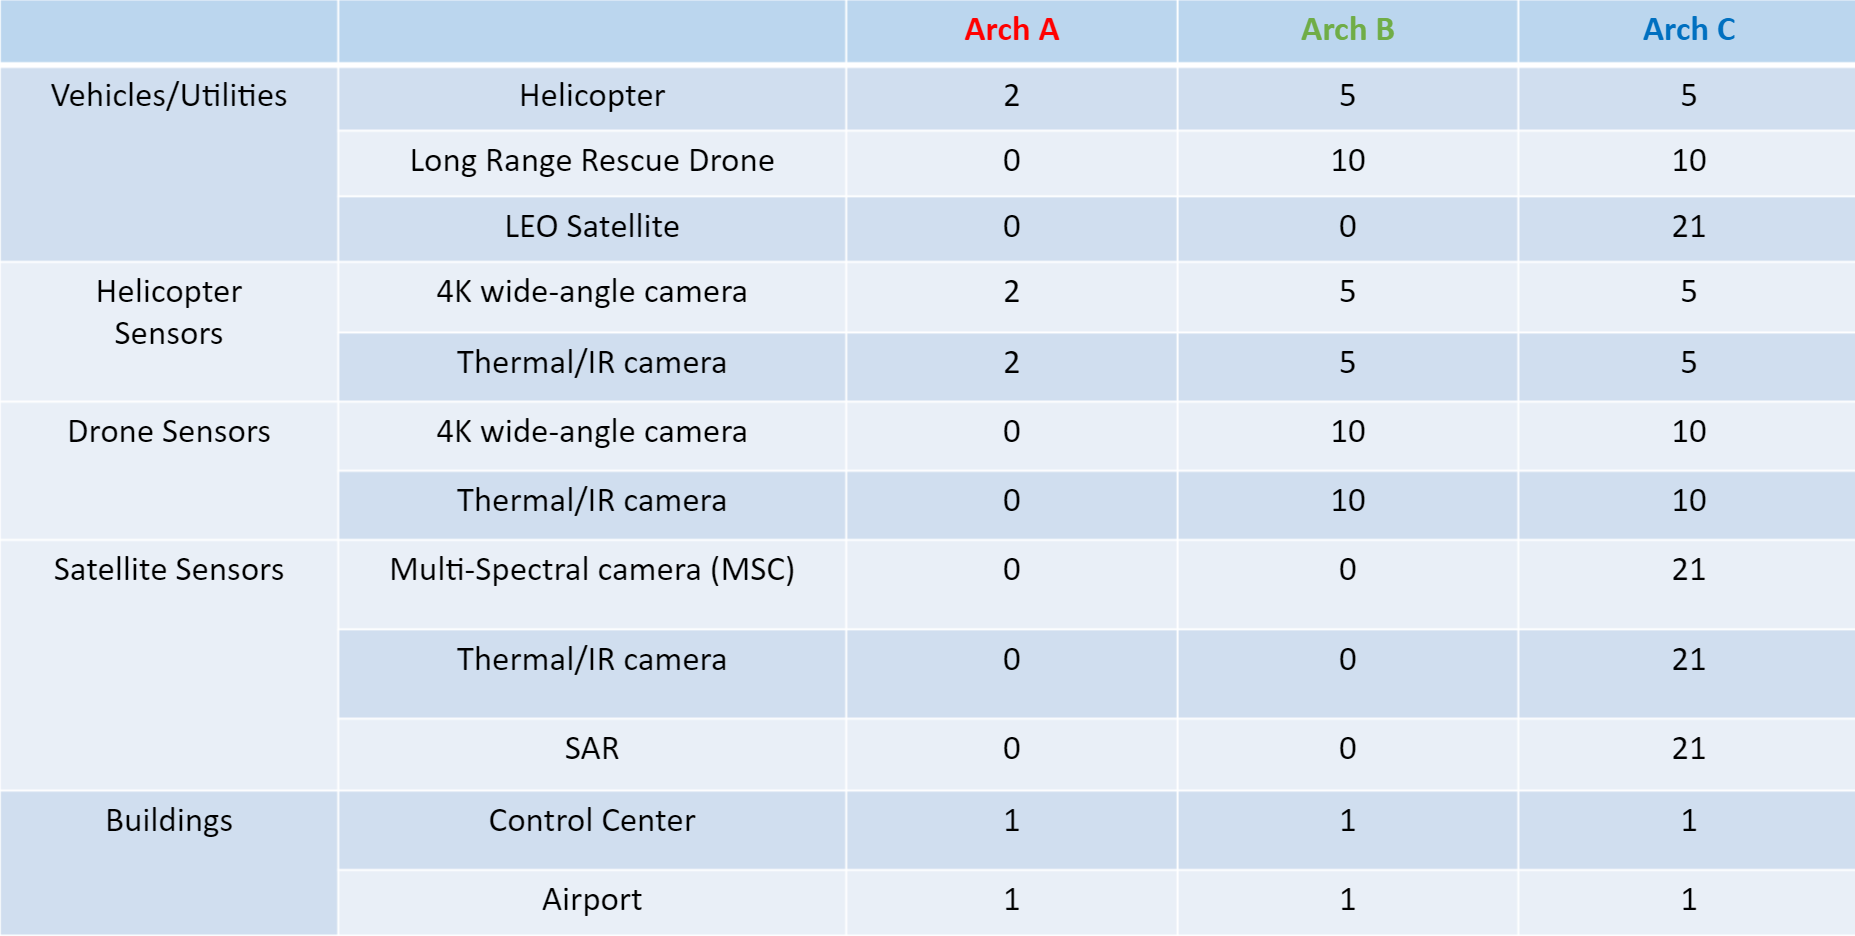 Arch A Arch B Arch C
Vehicles/Utilities Helicopter 2 5 5
Long Range Rescue Drone 0 10 10
LEO Satellite 0 0 21
Helicopter
Sensors
4K wide-angle camera 2 5 5
Thermal/IR camera 2 5 5
Drone Sensors 4K wide-angle camera 0 10 10
Thermal/IR camera 0 10 10
Satellite Sensors Multi-Spectral camera (MSC) 0 0 21
Thermal/IR camera 0 0 21
SAR 0 0 21
Buildings Control Center 1 1 1
Airport 1 1 1